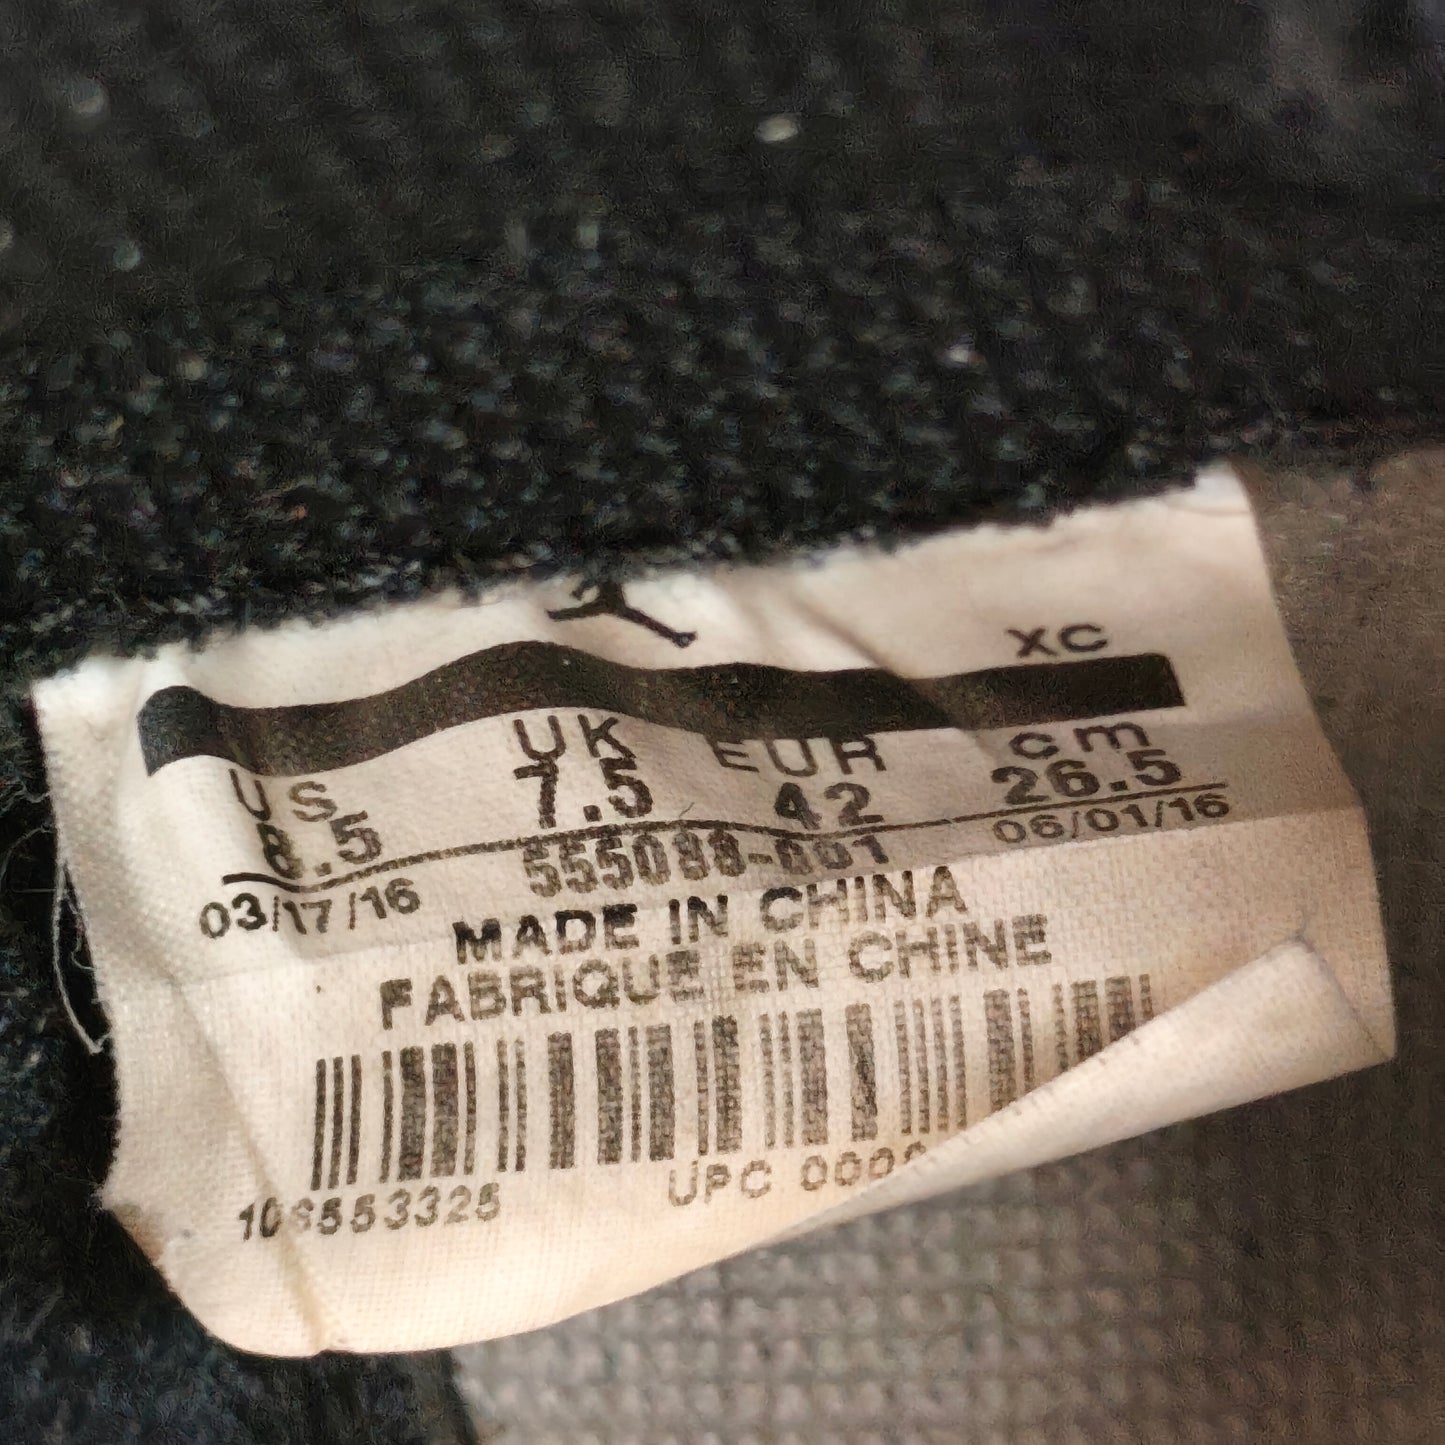 XC
US UK EUR cm
8.5 7.5 42 26.5
03/17/16 555088-001 06/01/16
MADE IN CHINA
FABRIQUE EN CHINE
UPC